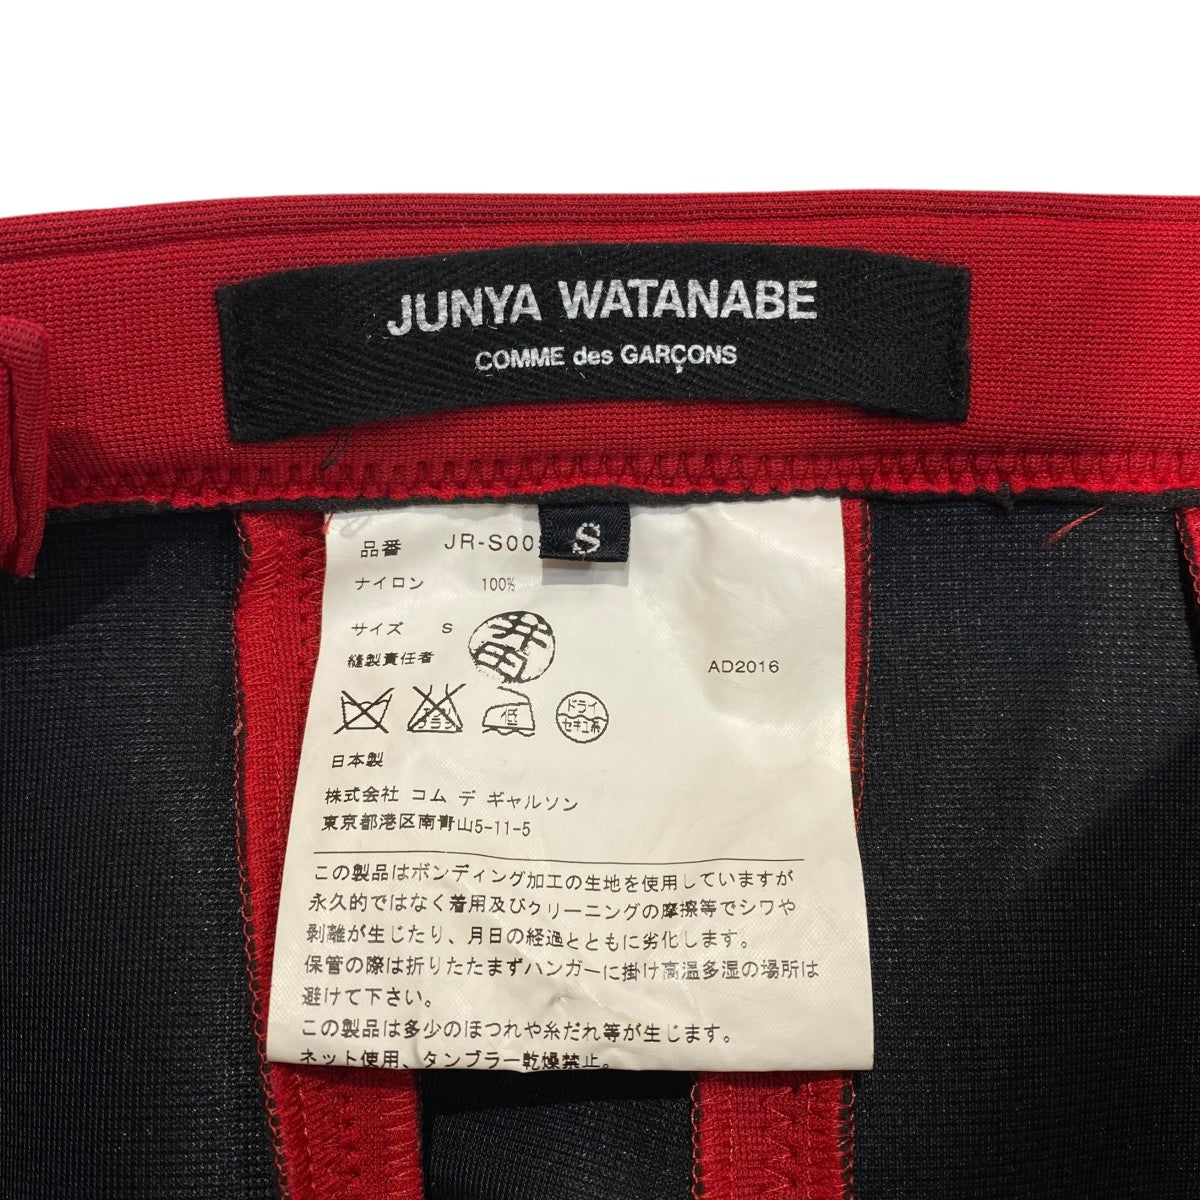 JUNYA WATANABE
COMME des GARÇONS
S
品番 JR-S00
ナイロン 100%
サイズ S
縫製責任者
AD2016
低
ドライ
セキユ系
日本製
株式会社 コム デ ギャルソン
東京都港区南青山5-11-5
この製品はボンディング加工の生地を使用していますが
永久的ではなく着用及びクリーニングの摩擦等でシワや
剥離が生じたり、月日の経過とともに劣化します。
保管の際は折りたたまずハンガーに掛け高温多湿の場所は
避けて下さい。
この製品は多少のほつれや糸だれ等が生じます。
ネット使用、タンブラー乾燥禁止。